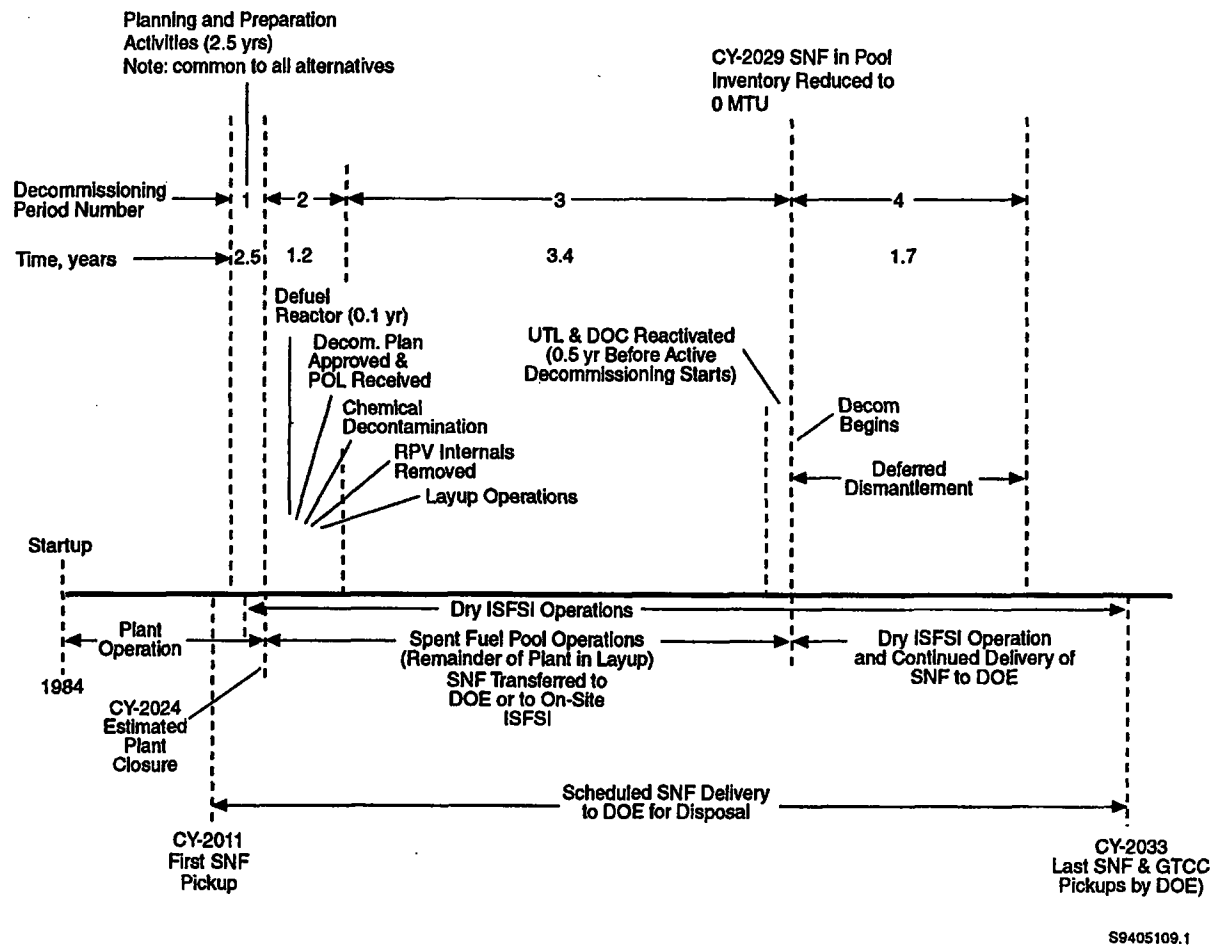 Planning and Preparation
Activities (2.5 yrs)
Note: common to all alternatives
CY-2029 SNF in Pool
Inventory Reduced to
0 MTU
Decommissioning
Period Number
1
2
3
4
Time, years
2.5
1.2
3.4
1.7
Defuel
Reactor (0.1 yr)
Decom. Plan
Approved &
POL Received
Chemical
Decontamination
RPV Internals
Removed
Layup Operations
UTL & DOC Reactivated
(0.5 yr Before Active
Decommissioning Starts)
Decom
Begins
Deferred
Dismantlement
Startup
Dry ISFSI Operations
Plant
Operation
Spent Fuel Pool Operations
(Remainder of Plant in Layup)
SNF Transferred to
DOE or to On-Site
ISFSI
Dry ISFSI Operation
and Continued Delivery of
SNF to DOE
1984
CY-2024
Estimated
Plant
Closure
Scheduled SNF Delivery
to DOE for Disposal
CY-2011
First SNF
Pickup
CY-2033
Last SNF & GTCC
Pickups by DOE)
S9405109.1